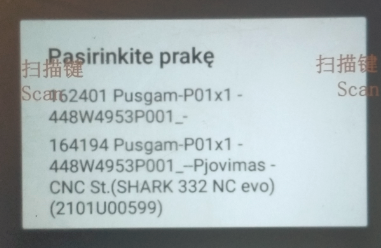 Pasirinkite prakę
扫描键
扫描键
Scan
Scan
162401 Pusgam-P01x1 -
448W4953P001_-
164194 Pusgam-P01x1 -
448W4953P001_--Pjovimas -
CNC St.(SHARK 332 NC evo)
(2101U00599)